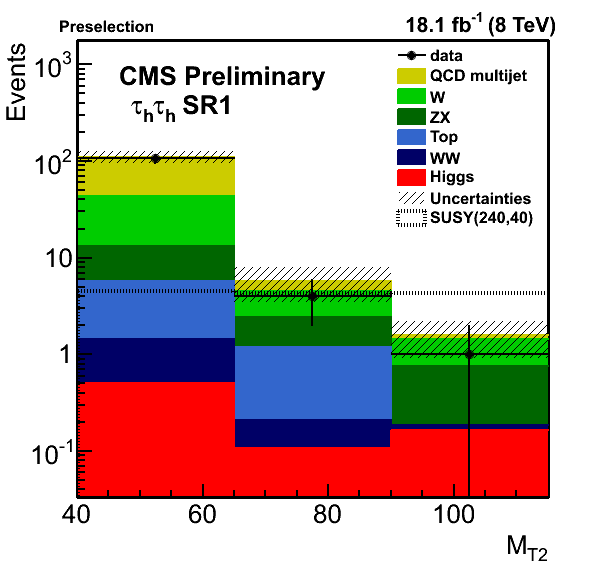 Preselection
18.1 fb⁻¹ (8 TeV)
Events
10³
10²
10
1
10⁻¹
CMS Preliminary
τₕτₕ SR1
data
QCD multijet
W
ZX
Top
WW
Higgs
Uncertainties
SUSY(240,40)
40
60
80
100
M_T2